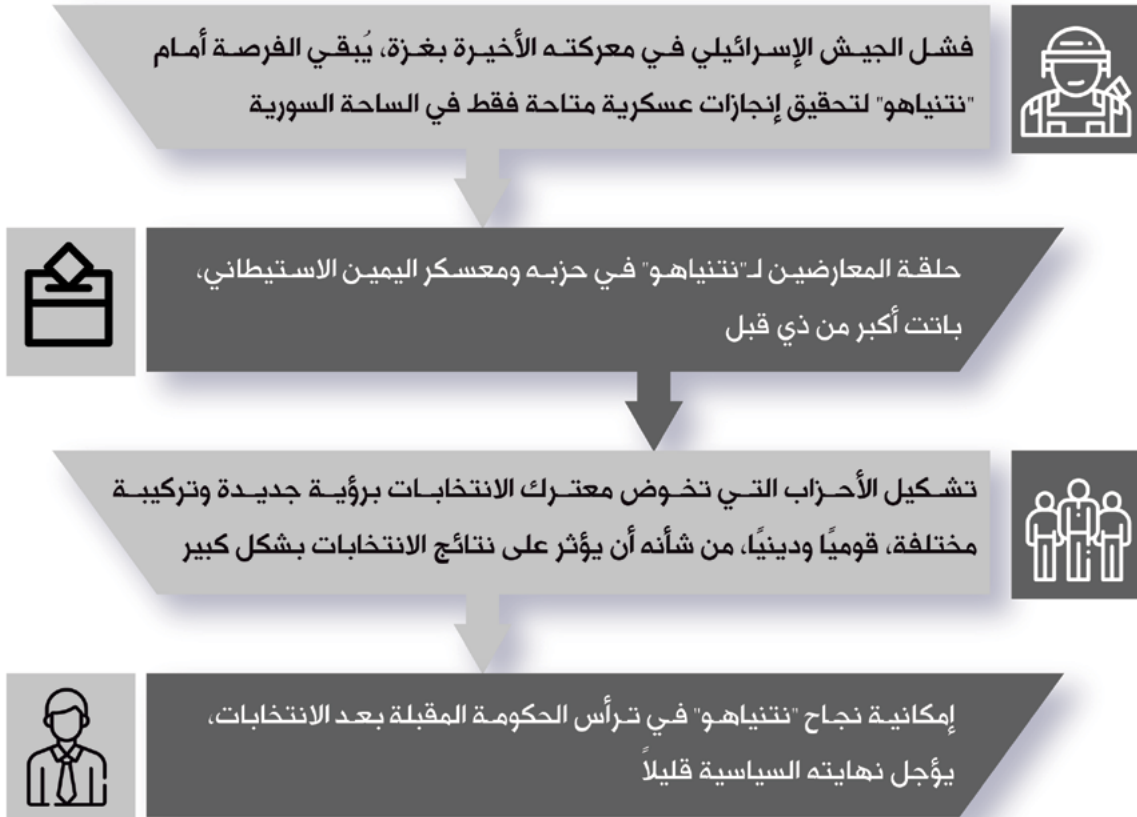 فشل الجيش الإسرائيلي في معركته الأخيرة بغزة، يُبقي الفرصة أمام
"نتنياهو" لتحقيق إنجازات عسكرية متاحة فقط في الساحة السورية
حلقة المعارضين لـ"نتنياهو" في حزبه ومعسكر اليمين الاستيطاني،
باتت أكبر من ذي قبل
تشكيل الأحزاب التي تخوض معترك الانتخابات برؤية جديدة وتركيبة
مختلفة، قوميًا ودينيًا، من شأنه أن يؤثر على نتائج الانتخابات بشكل كبير
إمكانية نجاح "نتنياهو" في ترأس الحكومة المقبلة بعد الانتخابات،
يؤجل نهايته السياسية قليلاً